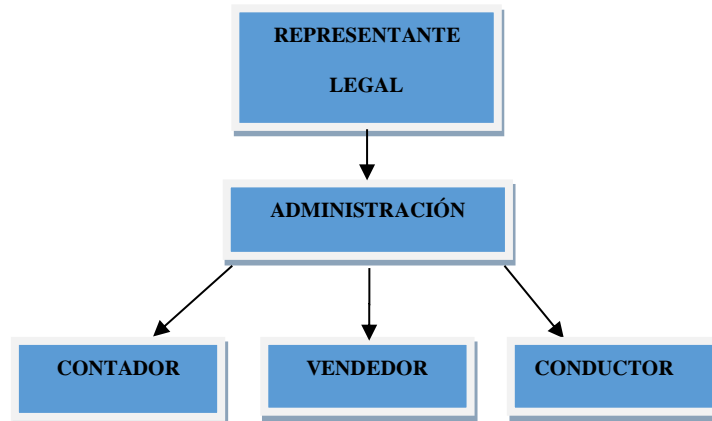 REPRESENTANTE
LEGAL
ADMINISTRACIÓN
CONTADOR
VENDEDOR
CONDUCTOR